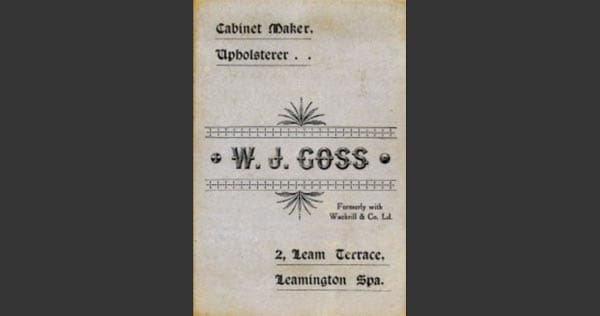 Cabinet Maker,
Upholsterer . .
W. J. GOSS
Formerly with
Wackrill & Co. Ld.
2, Leam Terrace,
Leamington Spa.